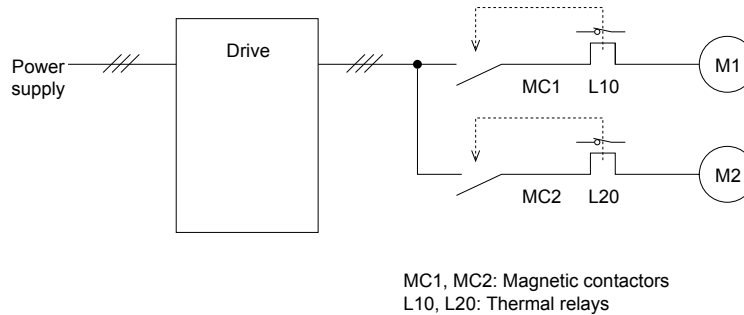 Power
supply
Drive
MC1
L10
M1
MC2
L20
M2
MC1, MC2: Magnetic contactors
L10, L20: Thermal relays